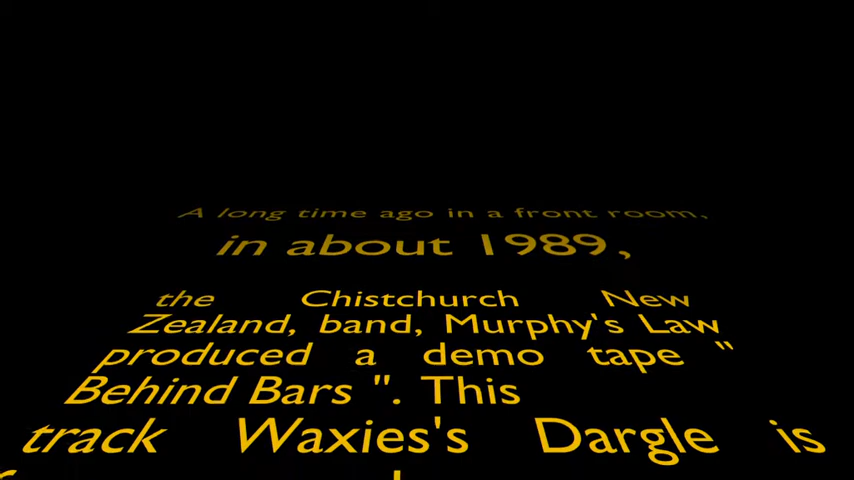 A long time ago in a front room,
in about 1989,
the Chistchurch New
Zealand, band, Murphy's Law
produced a demo tape "
Behind Bars ". This
track Waxies's Dargle is